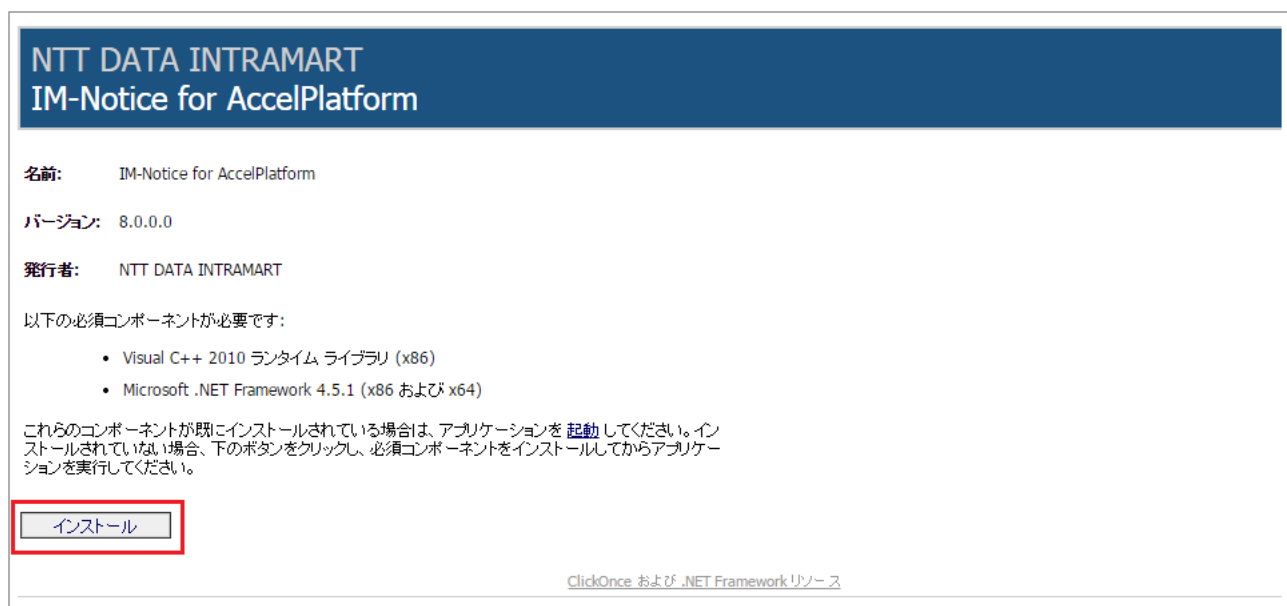 NTT DATA INTRAMART
IM-Notice for AccelPlatform
名前: IM-Notice for AccelPlatform
バージョン: 8.0.0.0
発行者: NTT DATA INTRAMART
以下の必須コンポーネントが必要です:
• Visual C++ 2010 ランタイム ライブラリ (x86)
• Microsoft .NET Framework 4.5.1 (x86 および x64)
これらのコンポーネントが既にインストールされている場合は、アプリケーションを 起動 してください。イン
ストールされていない場合、下のボタンをクリックし、必須コンポーネントをインストールしてからアプリケー
ションを実行してください。
インストール
ClickOnce および .NET Framework リソース